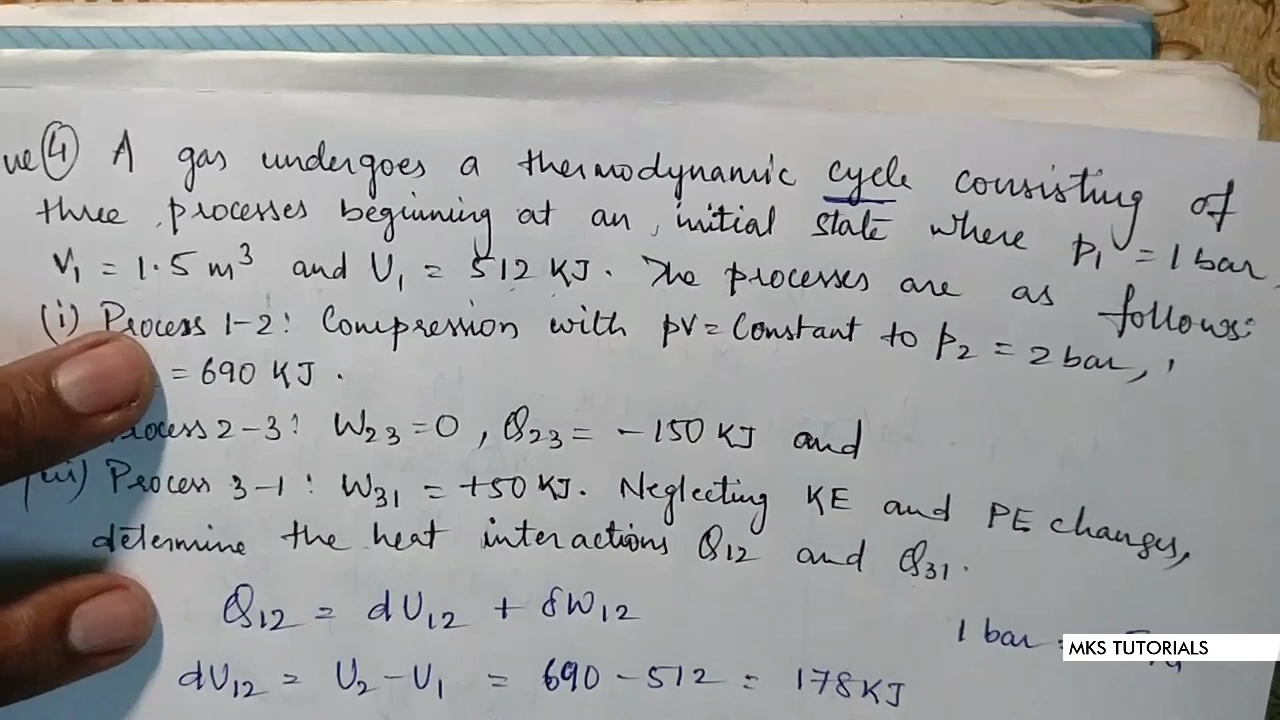 ④ A gas undergoes a thermodynamic cycle consisting of
three processes beginning at an initial state where p₁ = 1 bar,
V₁ = 1.5 m³ and U₁ = 512 KJ. The processes are as follows:
(i) Process 1-2: Compression with pV = Constant to p₂ = 2 bar,
= 690 KJ.
Process 2-3: W₂₃ = 0, Q₂₃ = -150 KJ and
(iii) Process 3-1: W₃₁ = +50 KJ. Neglecting KE and PE changes,
determine the heat interactions Q₁₂ and Q₃₁.
Q₁₂ = dU₁₂ + δW₁₂
1 bar =
MKS TUTORIALS
dU₁₂ = U₂ - U₁ = 690 - 512 = 178 KJ